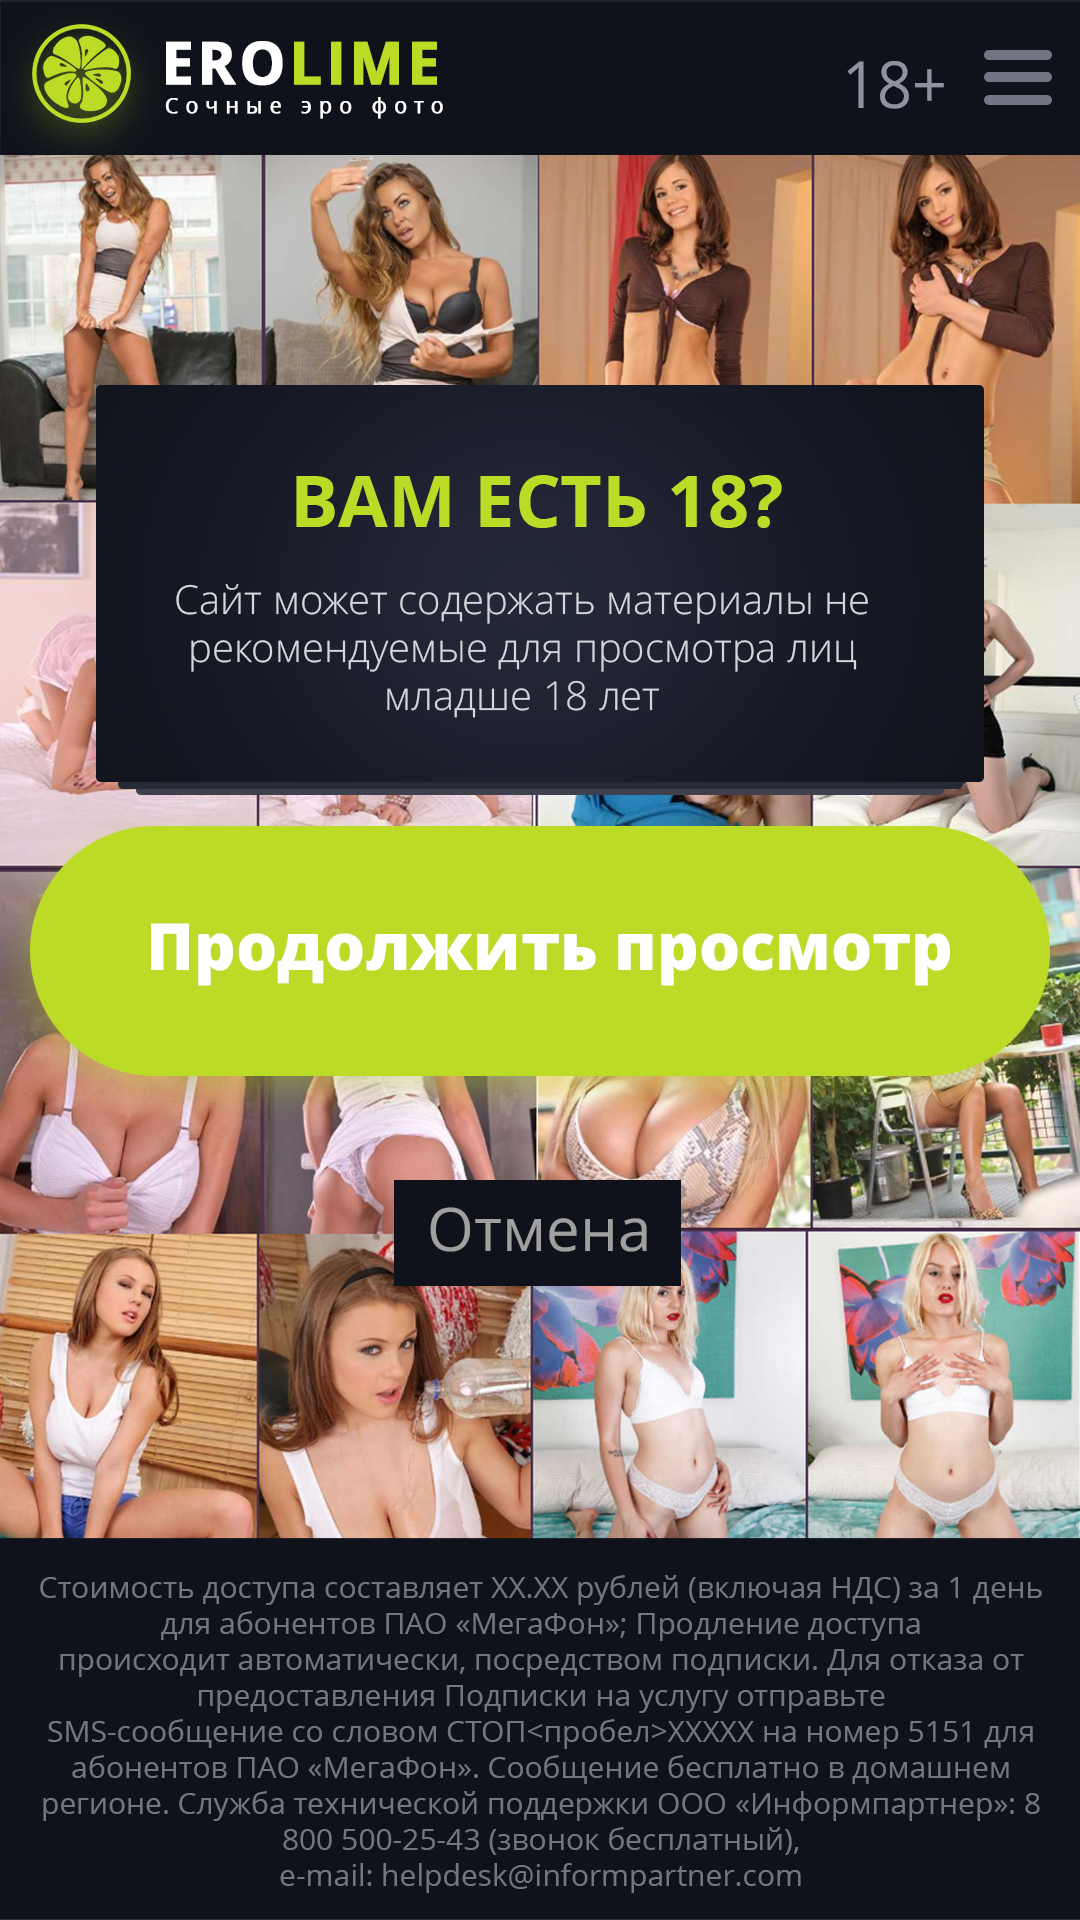 EROLIME
Сочные эро фото
18+
ВАМ ЕСТЬ 18?
Сайт может содержать материалы не
рекомендуемые для просмотра лиц
младше 18 лет
Продолжить просмотр
Отмена
Стоимость доступа составляет XX.XX рублей (включая НДС) за 1 день
для абонентов ПАО «МегаФон»; Продление доступа
происходит автоматически, посредством подписки. Для отказа от
предоставления Подписки на услугу отправьте
SMS-сообщение со словом СТОП<пробел>XXXXX на номер 5151 для
абонентов ПАО «МегаФон». Сообщение бесплатно в домашнем
регионе. Служба технической поддержки ООО «Информпартнер»: 8
800 500-25-43 (звонок бесплатный),
e-mail: helpdesk@informpartner.com